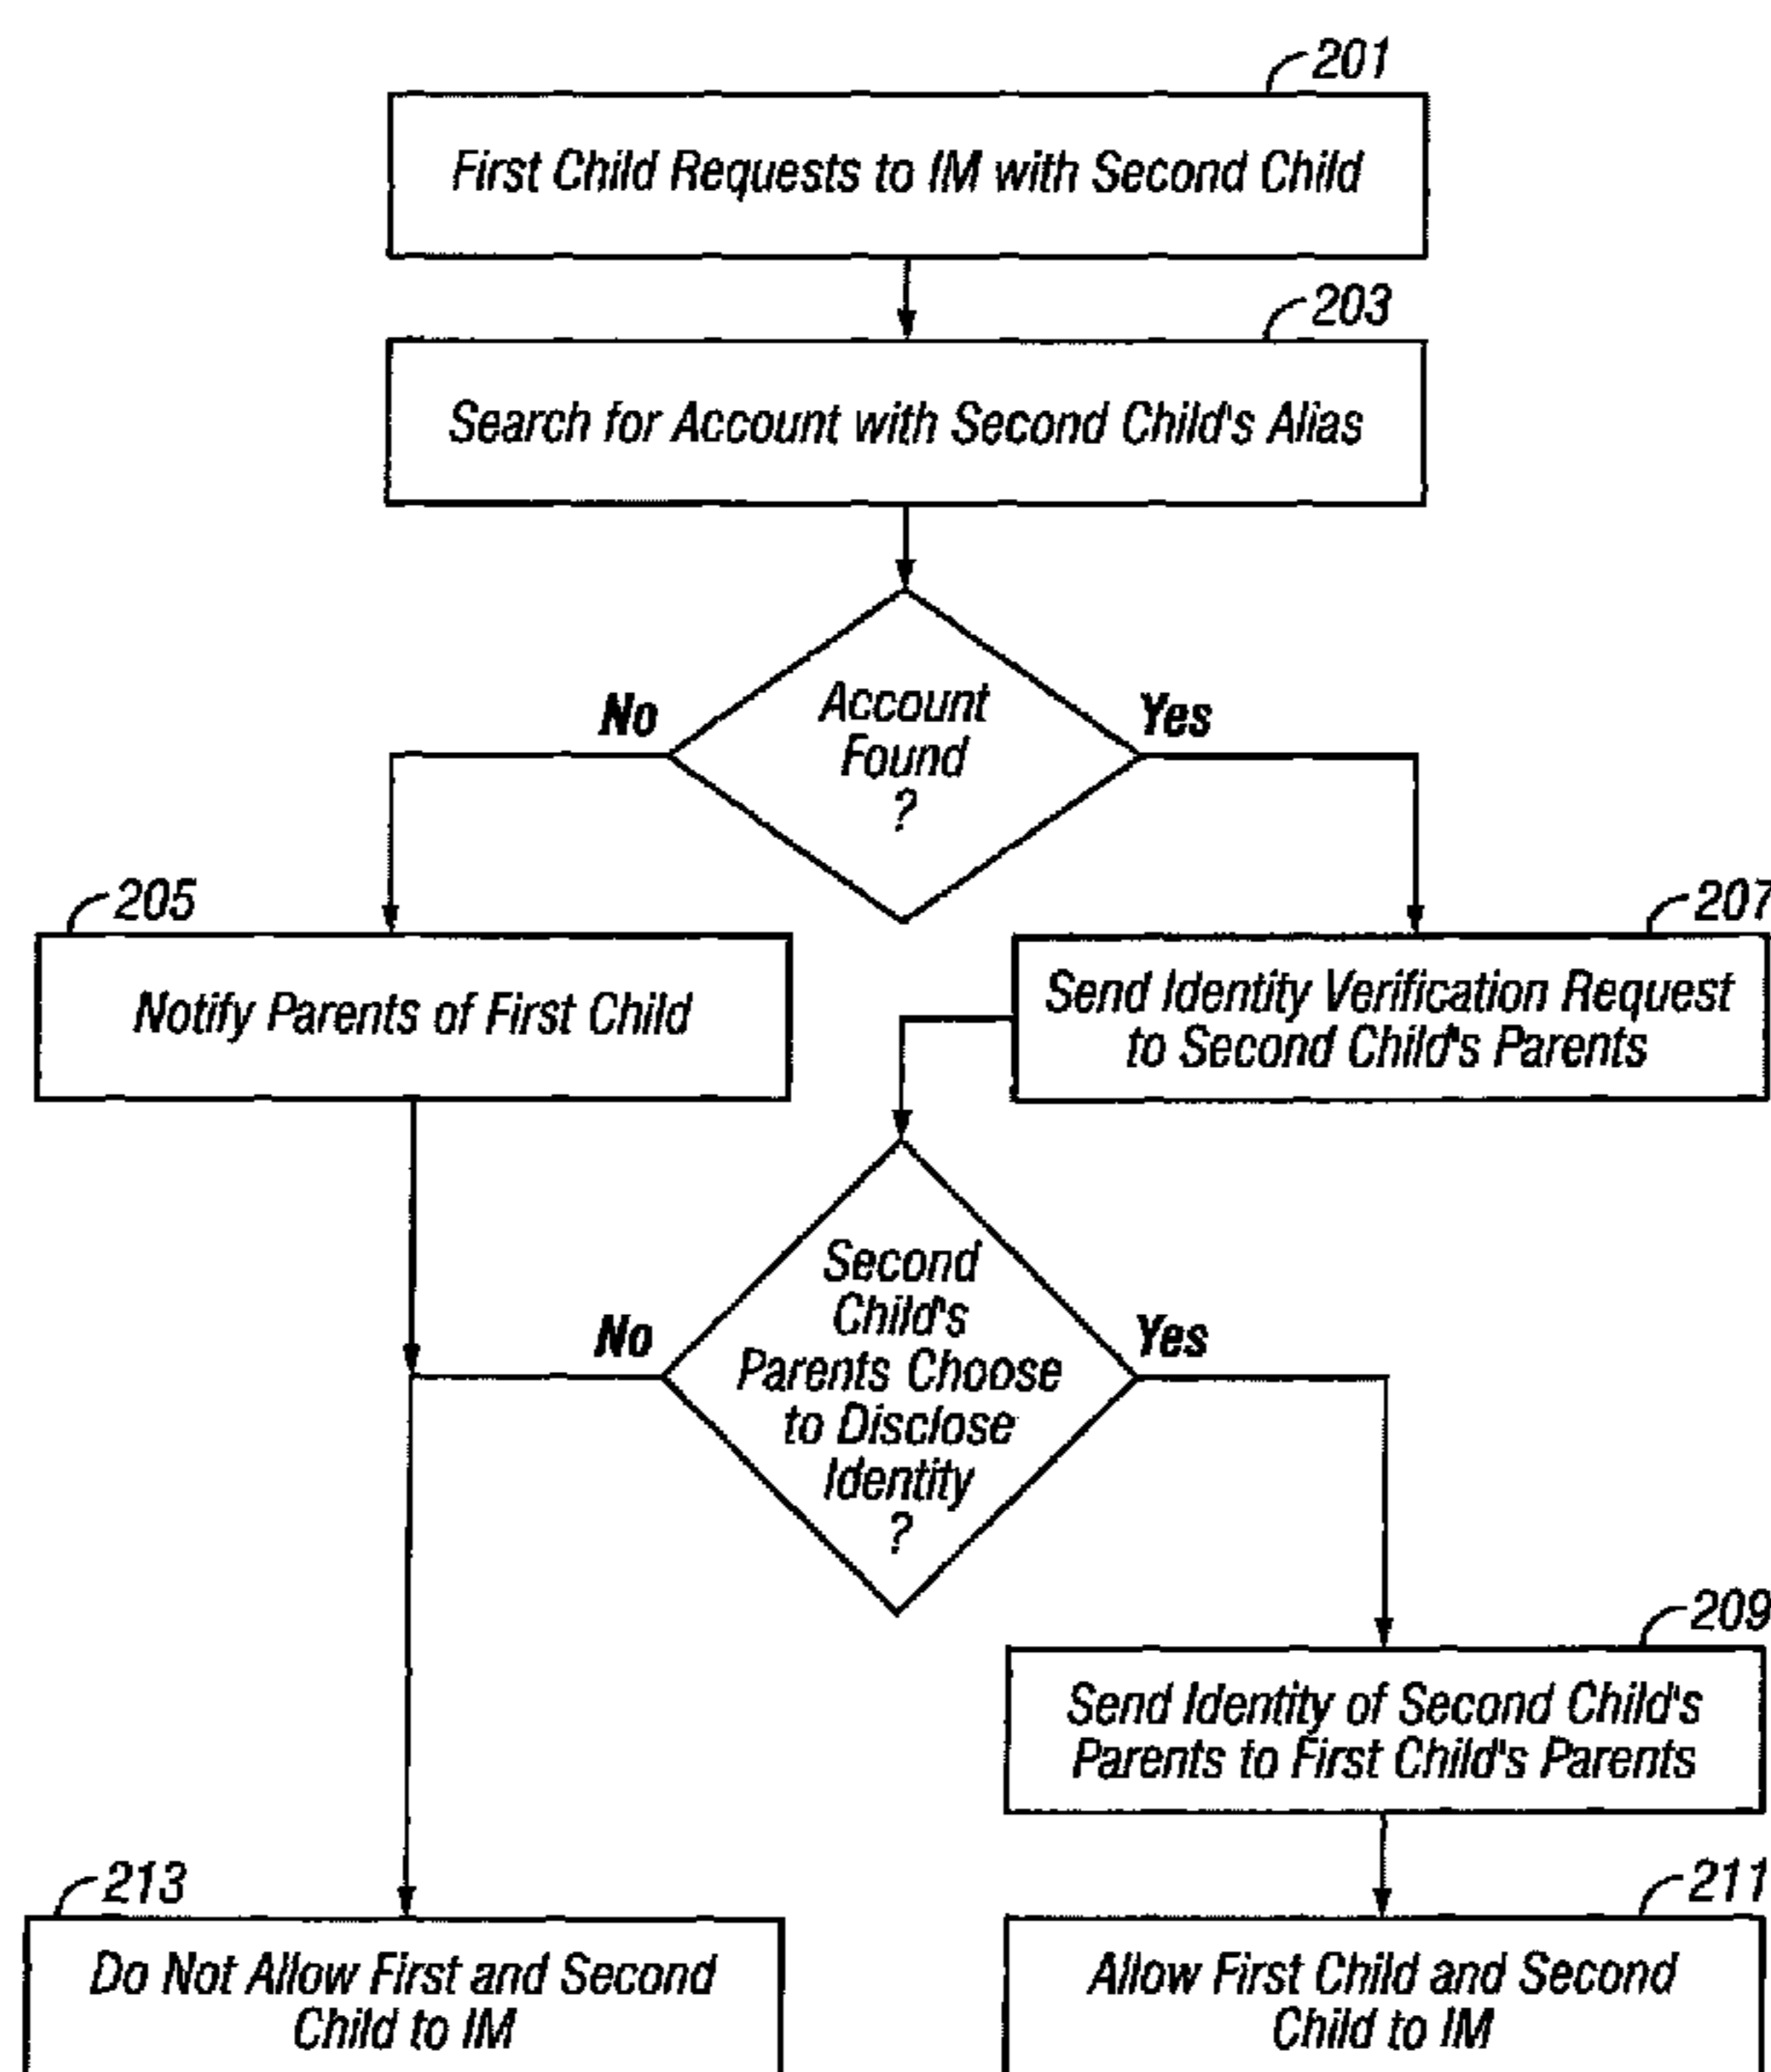 201
First Child Requests to IM with Second Child
203
Search for Account with Second Child's Alias
No
Account
Found
?
Yes
205
Notify Parents of First Child
207
Send Identity Verification Request
to Second Child's Parents
No
Second
Child's
Parents Choose
to Disclose
Identity
?
Yes
209
Send Identity of Second Child's
Parents to First Child's Parents
213
Do Not Allow First and Second
Child to IM
211
Allow First Child and Second
Child to IM